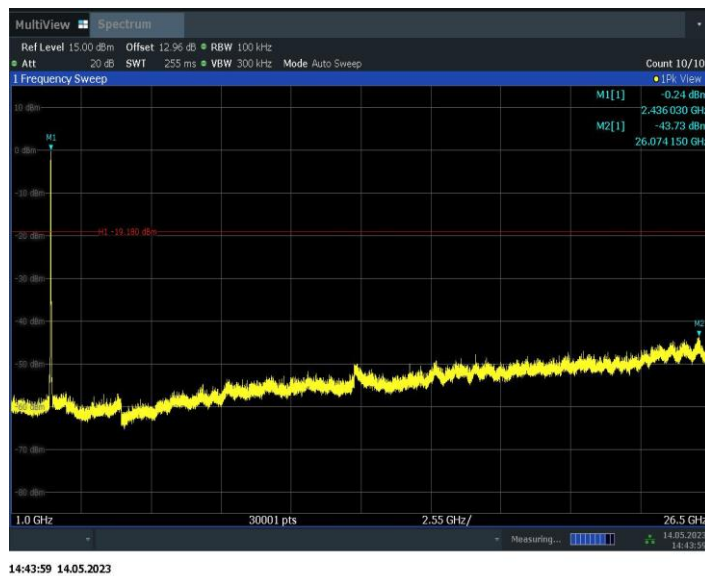 MultiView Spectrum
Ref Level 15.00 dBm Offset 12.96 dB RBW 100 kHz
Att 20 dB SWT 255 ms VBW 300 kHz Mode Auto Sweep Count 10/10
1 Frequency Sweep 1Pk View
M1[1] -0.24 dBm
10 dBm 2.436 030 GHz
M2[1] -43.73 dBm
26.074 150 GHz
M1
0 dBm
-10 dBm
H1 -19.180 dBm
-20 dBm
-30 dBm
M2
-40 dBm
-50 dBm
-60 dBm
-70 dBm
-80 dBm
1.0 GHz 30001 pts 2.55 GHz/ 26.5 GHz
Measuring... 14.05.2023
14:43:59
14:43:59 14.05.2023